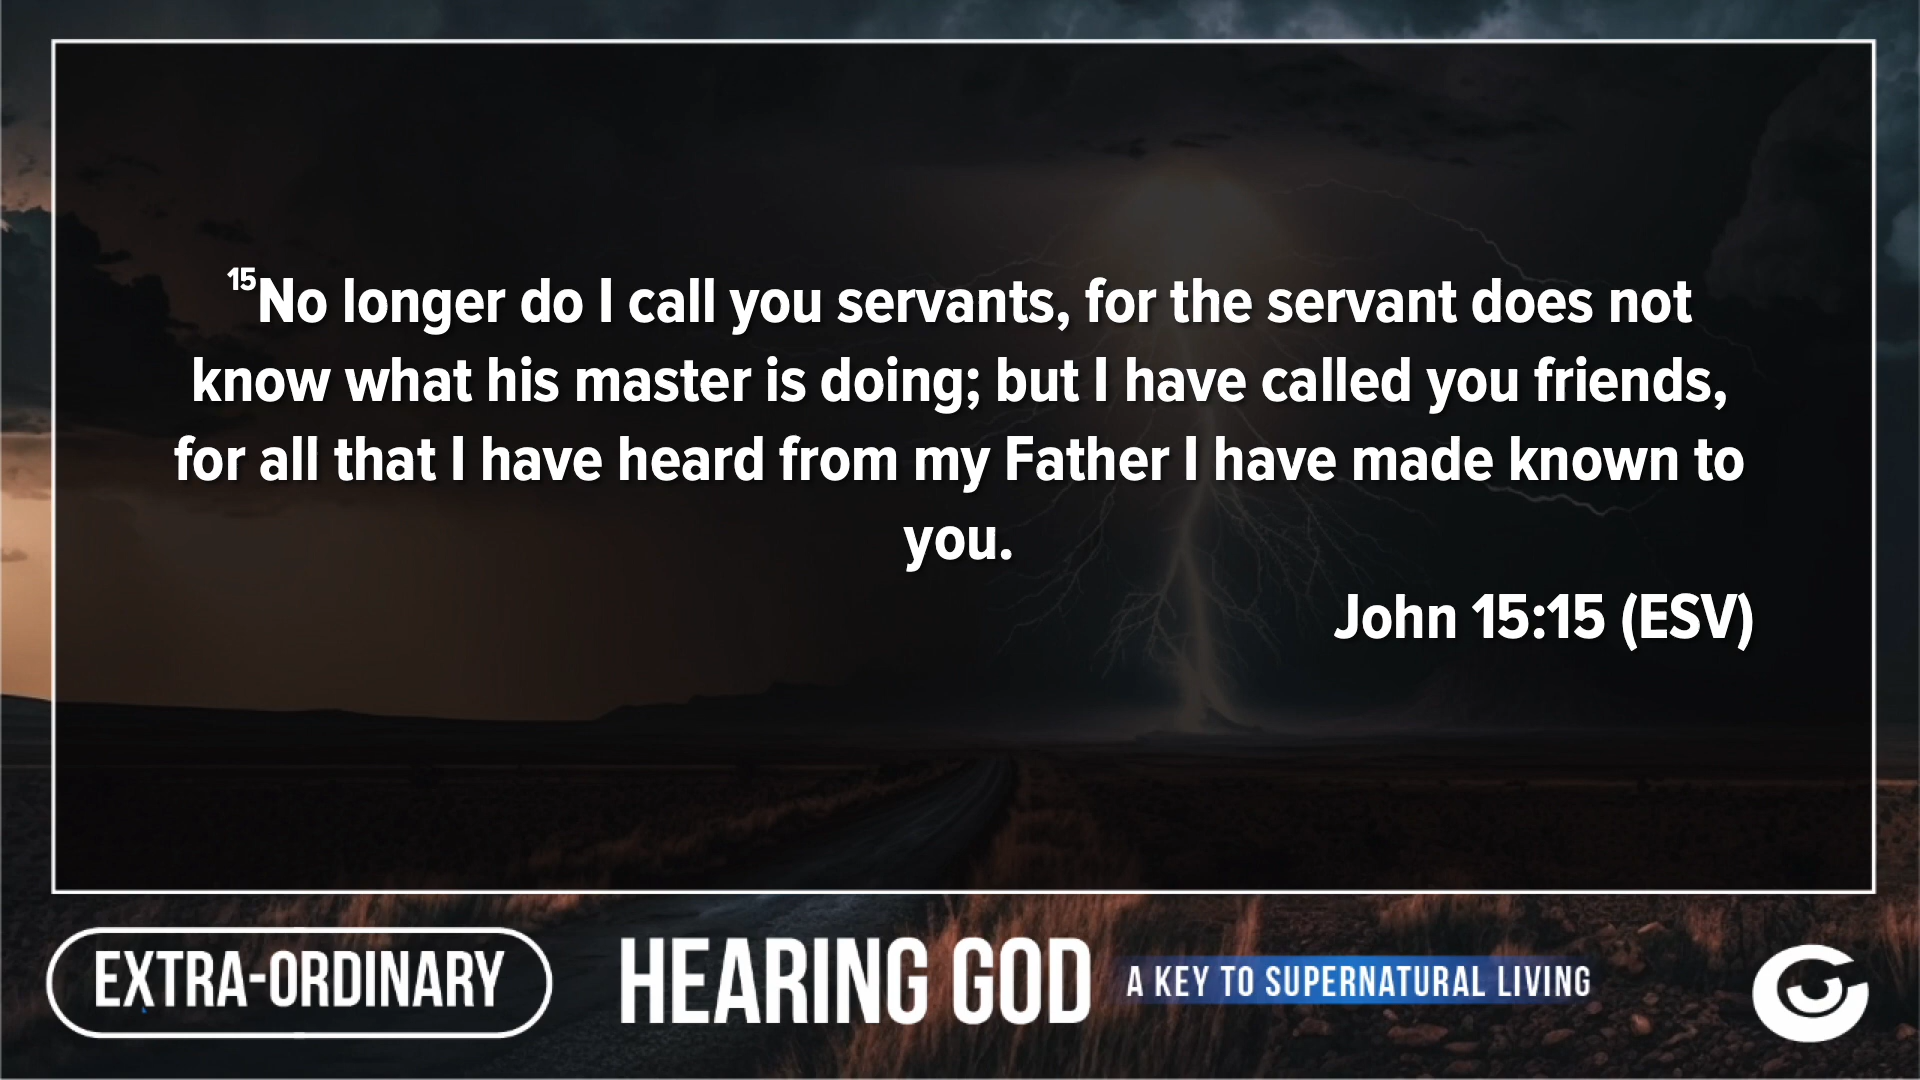 15No longer do I call you servants, for the servant does not
know what his master is doing; but I have called you friends,
for all that I have heard from my Father I have made known to
you.
John 15:15 (ESV)
EXTRA-ORDINARY
HEARING GOD
A KEY TO SUPERNATURAL LIVING